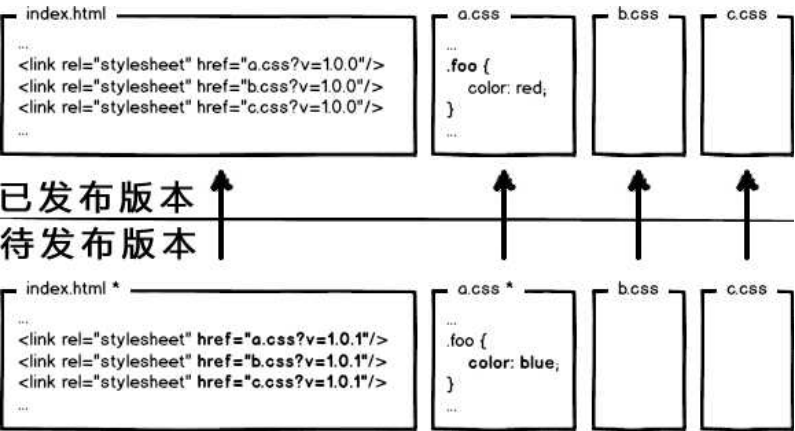 index.html
...
<link rel="stylesheet" href="a.css?v=1.0.0"/>
<link rel="stylesheet" href="b.css?v=1.0.0"/>
<link rel="stylesheet" href="c.css?v=1.0.0"/>
...
a.css
...
.foo {
color: red;
}
...
b.css
c.css
已发布版本
待发布版本
index.html *
...
<link rel="stylesheet" href="a.css?v=1.0.1"/>
<link rel="stylesheet" href="b.css?v=1.0.1"/>
<link rel="stylesheet" href="c.css?v=1.0.1"/>
...
a.css *
...
.foo {
color: blue;
}
...
b.css
c.css